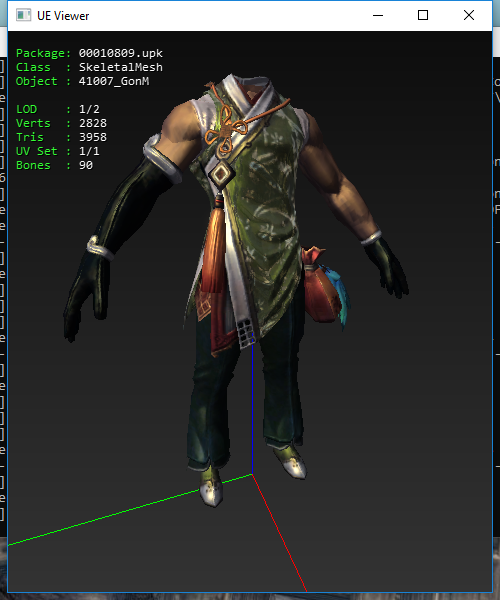 UE Viewer
Package: 00010809.upk
Class : SkeletalMesh
Object : 41007_GonM
LOD : 1/2
Verts : 2828
Tris : 3958
UV Set : 1/1
Bones : 90